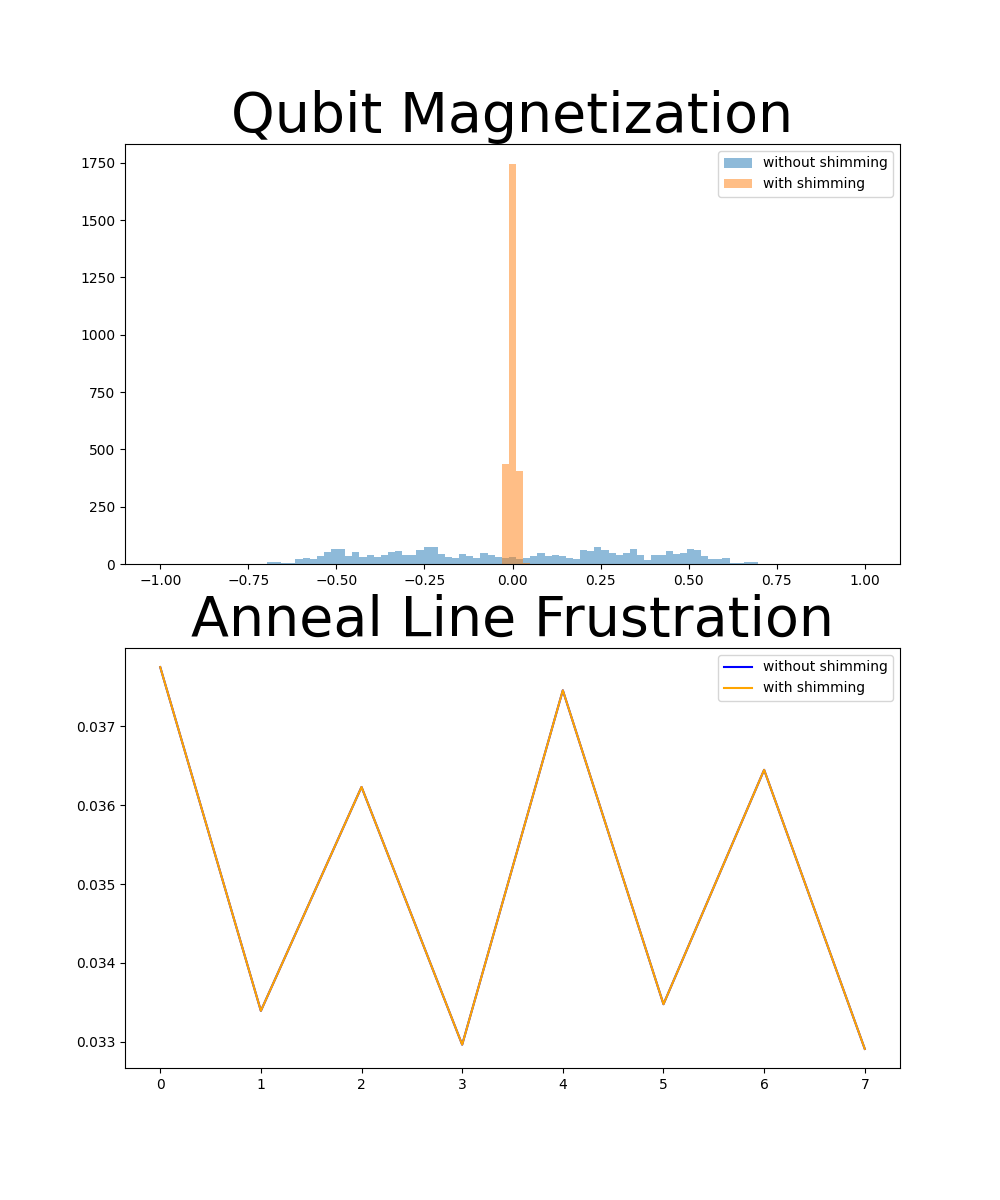 Qubit Magnetization
without shimming
with shimming
1750
1500
1250
1000
750
500
250
0
−1.00 −0.75 −0.50 −0.25 0.00 0.25 0.50 0.75 1.00
Anneal Line Frustration
without shimming
with shimming
0.037
0.036
0.035
0.034
0.033
0 1 2 3 4 5 6 7